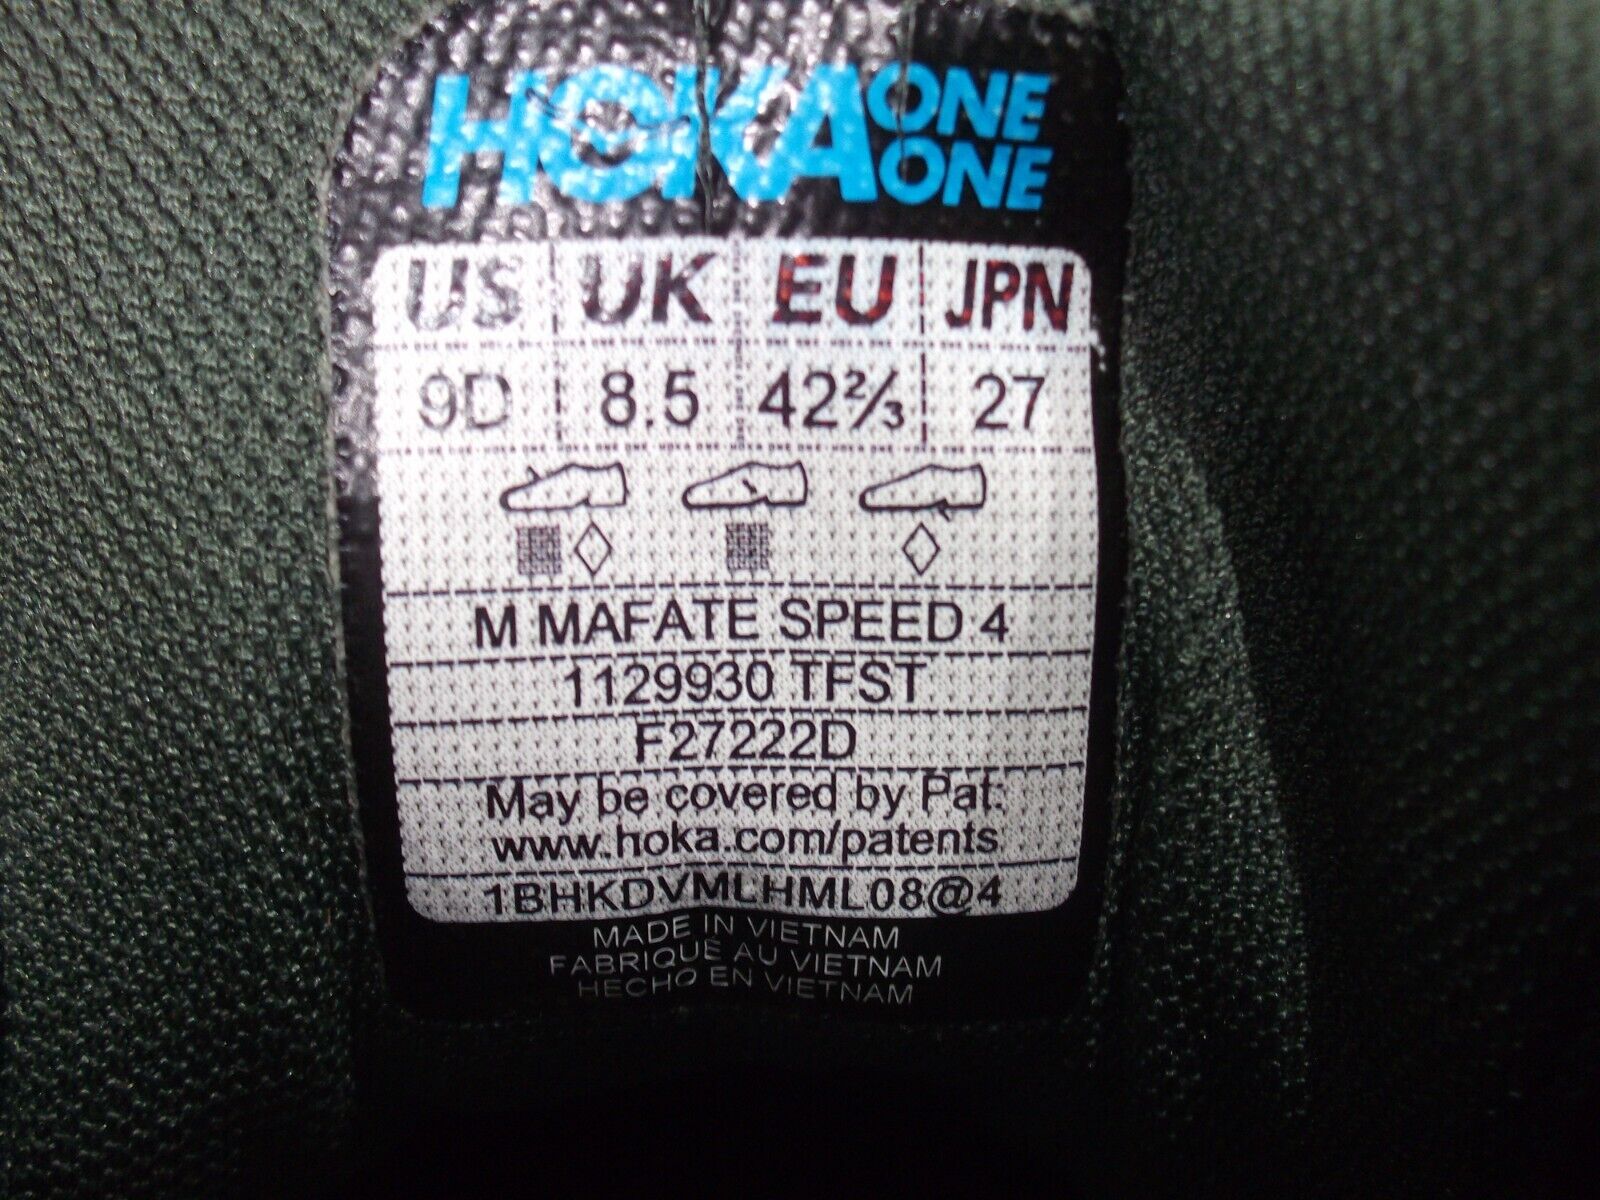 HOKA ONE ONE
US UK EU JPN
9D 8.5 42⅔ 27
M MAFATE SPEED 4
1129930 TFST
F27222D
May be covered by Pat:
www.hoka.com/patents
1BHKDVMLHML08@4
MADE IN VIETNAM
FABRIQUÉ AU VIETNAM
HECHO EN VIETNAM